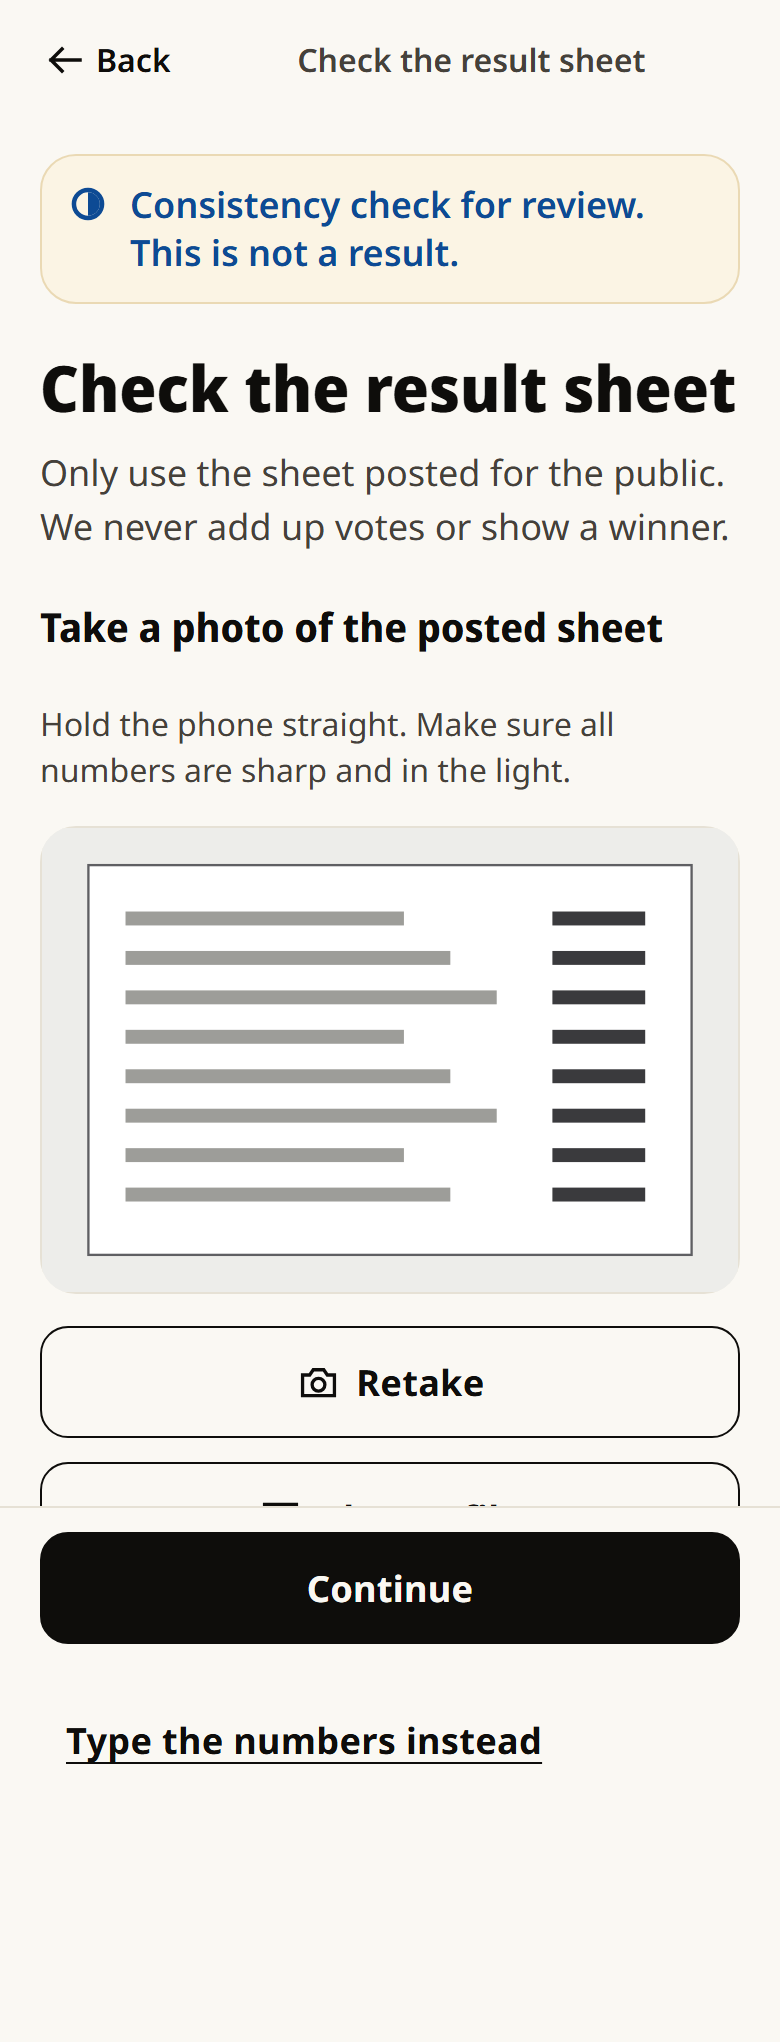 Back
Check the result sheet
Consistency check for review.
This is not a result.
Check the result sheet
Only use the sheet posted for the public.
We never add up votes or show a winner.
Take a photo of the posted sheet
Hold the phone straight. Make sure all
numbers are sharp and in the light.
Retake
Continue
Type the numbers instead